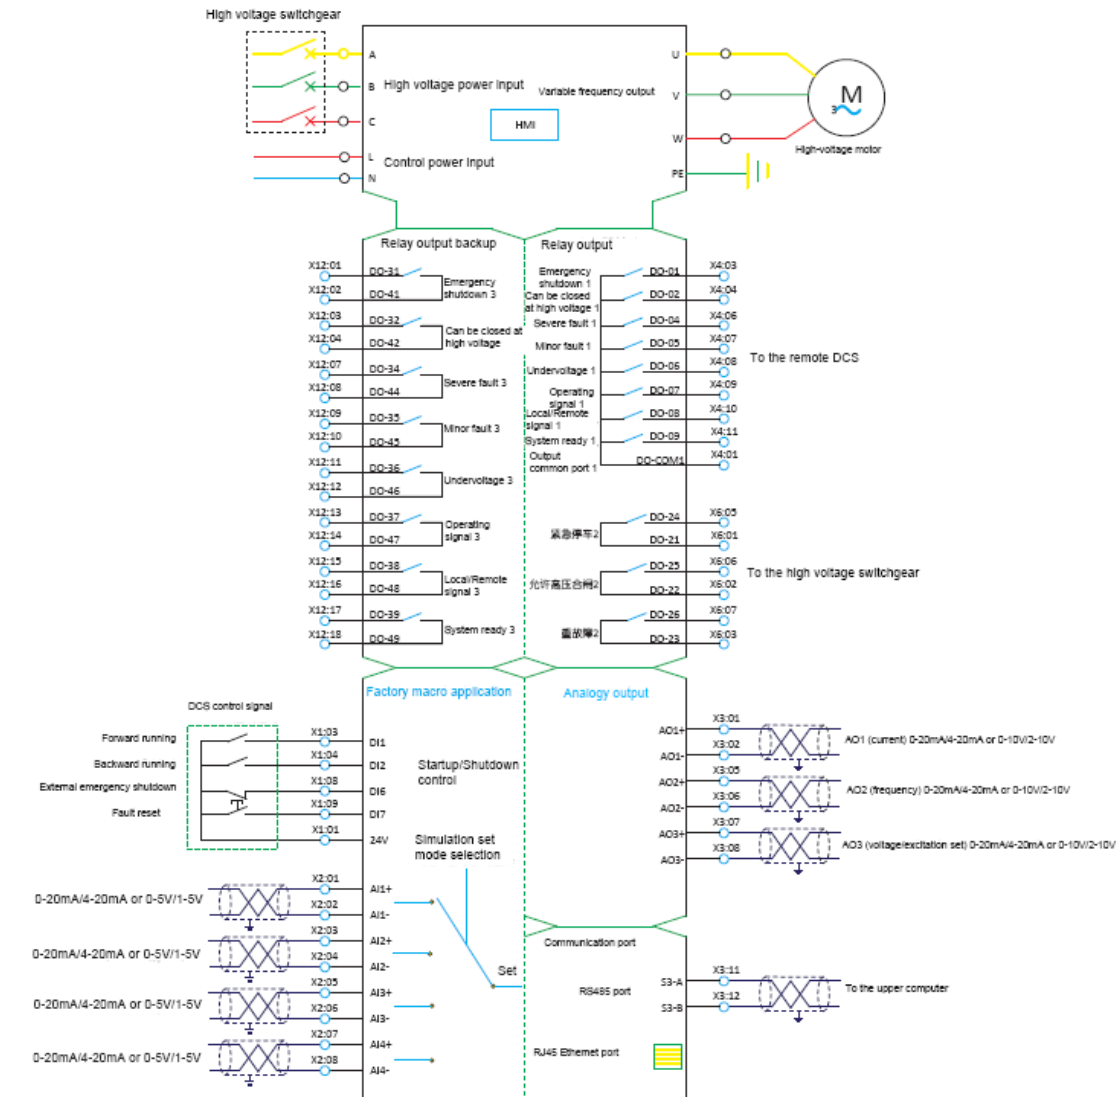 High voltage switchgear
A
B
C
High voltage power input
L
N
Control power input
HMI
Variable frequency output
U
V
W
PE
M
3
High-voltage motor
Relay output backup
X12:01 DO-31
X12:02 DO-41
Emergency
shutdown 3
X12:03 DO-32
X12:04 DO-42
Can be closed at
high voltage
X12:07 DO-34
X12:08 DO-44
Severe fault 3
X12:09 DO-35
X12:10 DO-45
Minor fault 3
X12:11 DO-36
X12:12 DO-46
Undervoltage 3
X12:13 DO-37
X12:14 DO-47
Operating
signal 3
X12:15 DO-38
X12:16 DO-48
Local/Remote
signal 3
X12:17 DO-39
X12:18 DO-49
System ready 3
Relay output
Emergency
shutdown 1
DO-01 X4:03
Can be closed
at high voltage 1
DO-02 X4:04
Severe fault 1
DO-04 X4:06
Minor fault 1
DO-05 X4:07
Undervoltage 1
DO-06 X4:08
Operating
signal 1
DO-07 X4:09
Local/Remote
signal 1
DO-08 X4:10
System ready 1
DO-09 X4:11
Output
common port 1
DO-COM1 X4:01
To the remote DCS
紧急停车2
DO-24 X6:05
DO-21 X6:01
允许高压合闸2
DO-25 X6:06
DO-22 X6:02
重故障2
DO-26 X6:07
DO-23 X6:03
To the high voltage switchgear
Factory macro application
DCS control signal
Forward running X1:03 DI1
Backward running X1:04 DI2
External emergency shutdown X1:08 DI6
Fault reset X1:09 DI7
X1:01 24V
Startup/Shutdown
control
Simulation set
mode selection
0-20mA/4-20mA or 0-5V/1-5V
X2:01 AI1+
X2:02 AI1-
0-20mA/4-20mA or 0-5V/1-5V
X2:03 AI2+
X2:04 AI2-
0-20mA/4-20mA or 0-5V/1-5V
X2:05 AI3+
X2:06 AI3-
0-20mA/4-20mA or 0-5V/1-5V
X2:07 AI4+
X2:08 AI4-
Set
Analogy output
AO1+ X3:01
AO1- X3:02
AO1 (current) 0-20mA/4-20mA or 0-10V/2-10V
AO2+ X3:05
AO2- X3:06
AO2 (frequency) 0-20mA/4-20mA or 0-10V/2-10V
AO3+ X3:07
AO3- X3:08
AO3 (voltage/excitation set) 0-20mA/4-20mA or 0-10V/2-10V
Communication port
RS485 port
S3-A X3:11
S3-B X3:12
To the upper computer
RJ45 Ethernet port